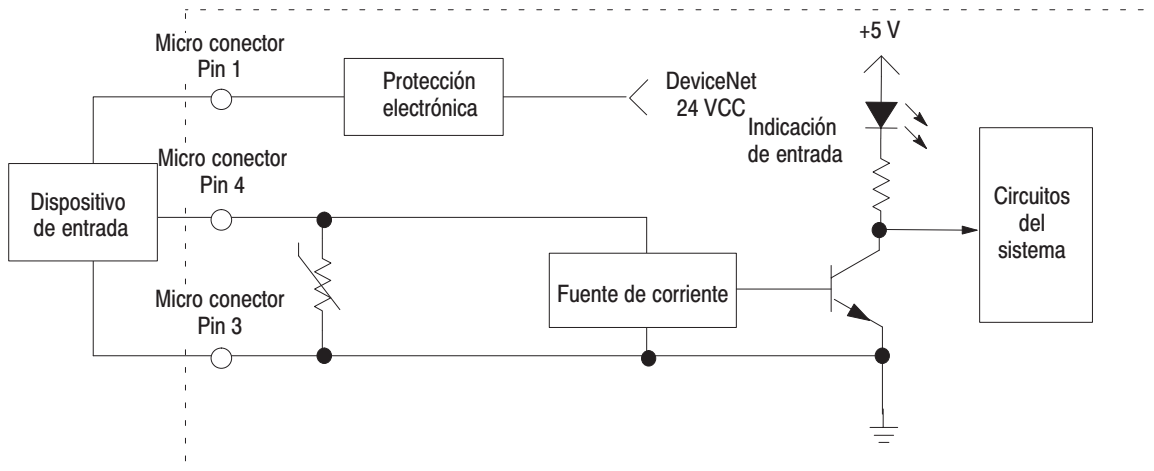 Micro conector
Pin 1
Protección
electrónica
DeviceNet
24 VCC
+5 V
Indicación
de entrada
Micro conector
Pin 4
Dispositivo
de entrada
Circuitos
del
sistema
Fuente de corriente
Micro conector
Pin 3